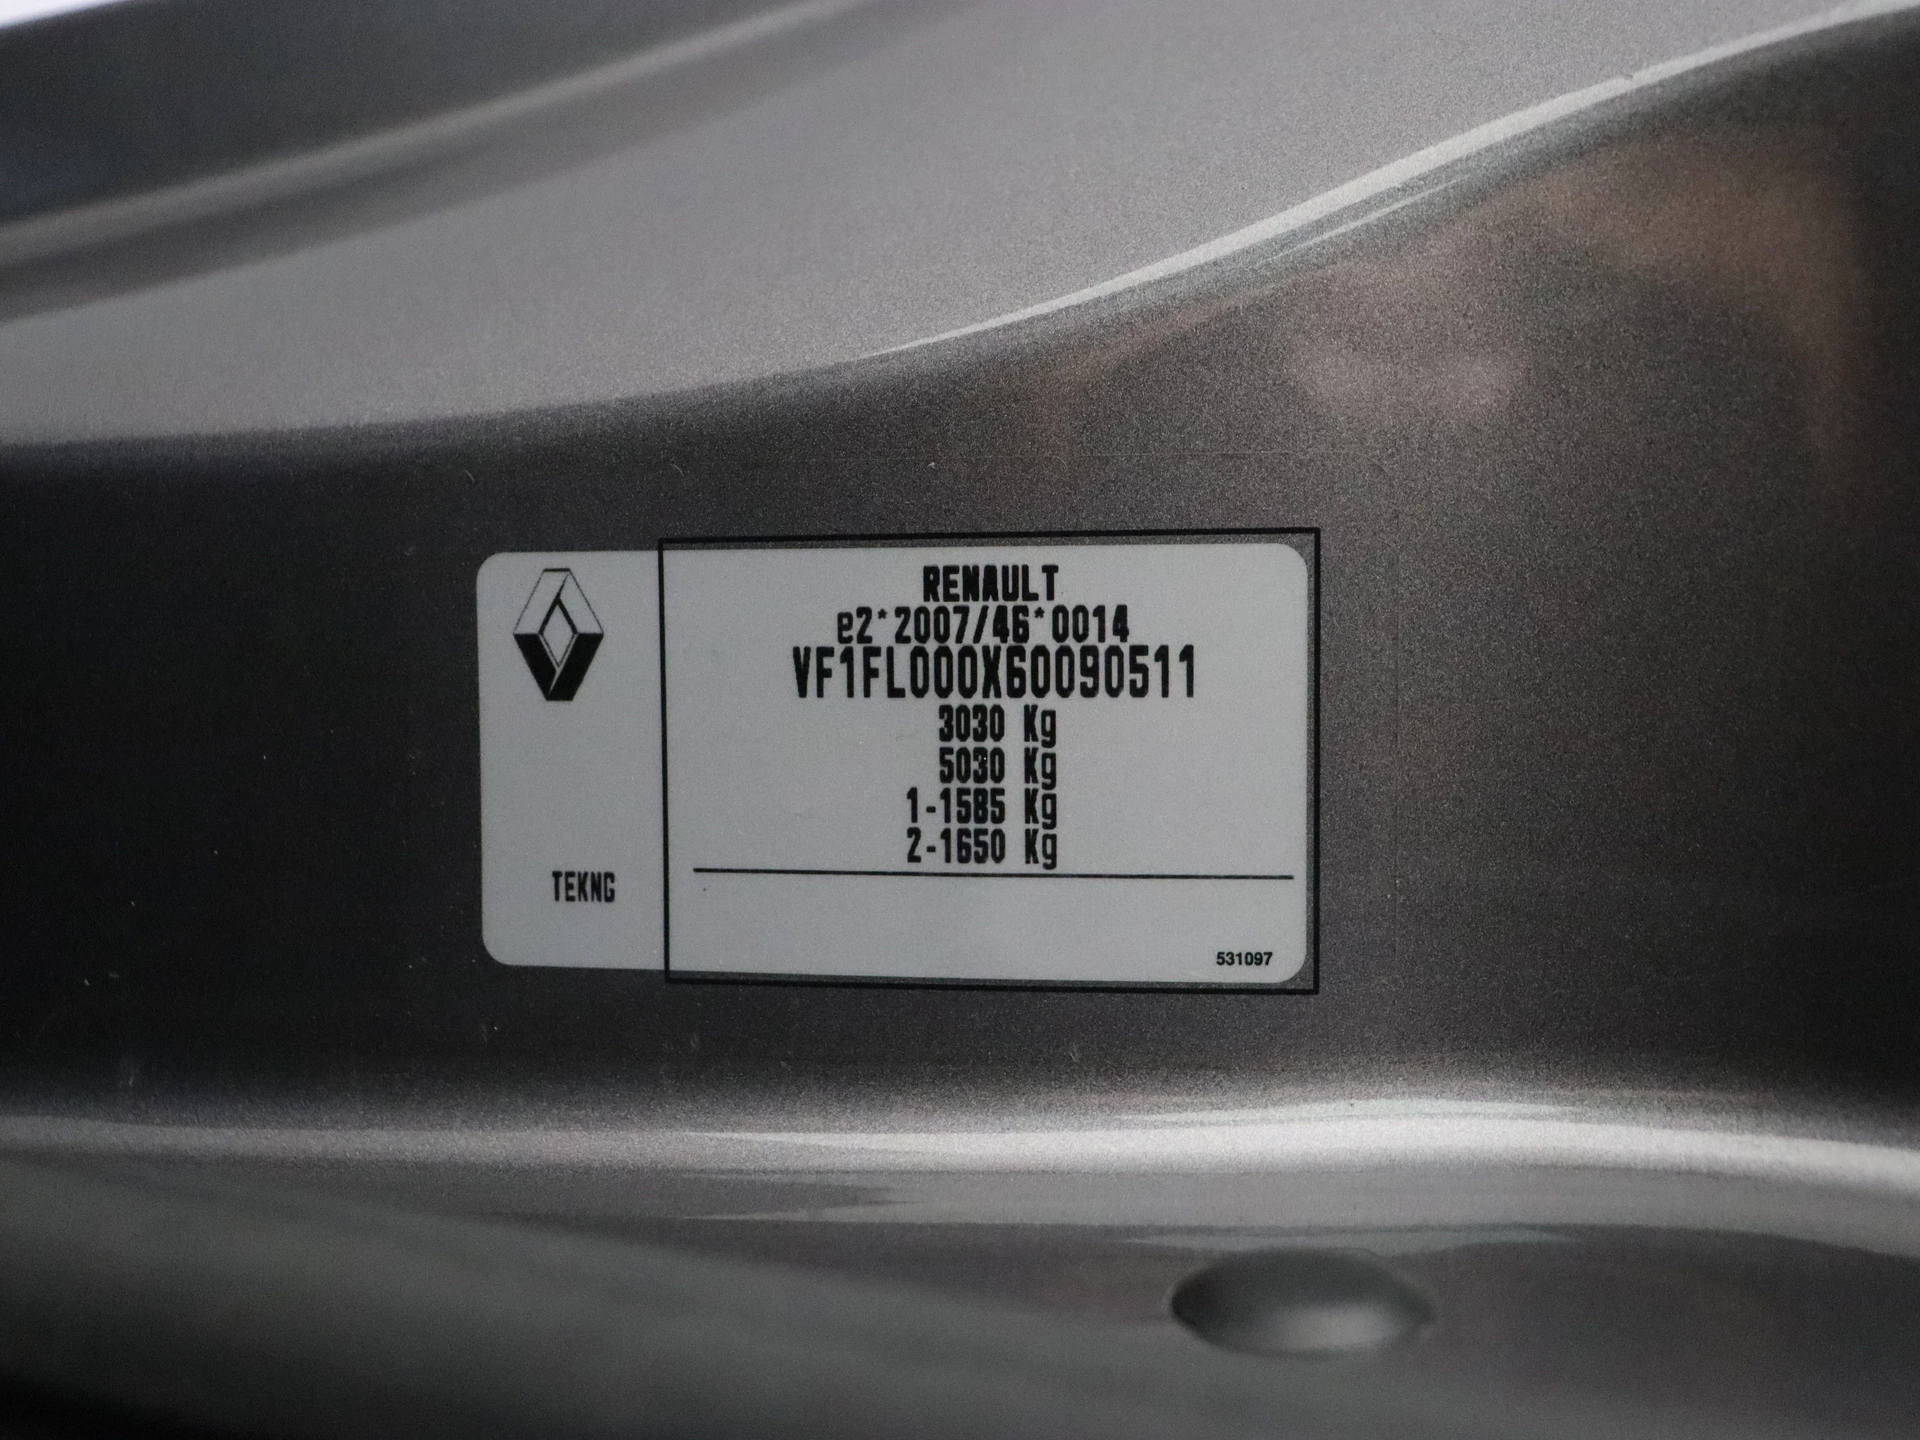 RENAULT
e2*2007/46*0014
VF1FL000X60090511
3030 Kg
5030 Kg
1-1585 Kg
2-1650 Kg
TEKNG
531097